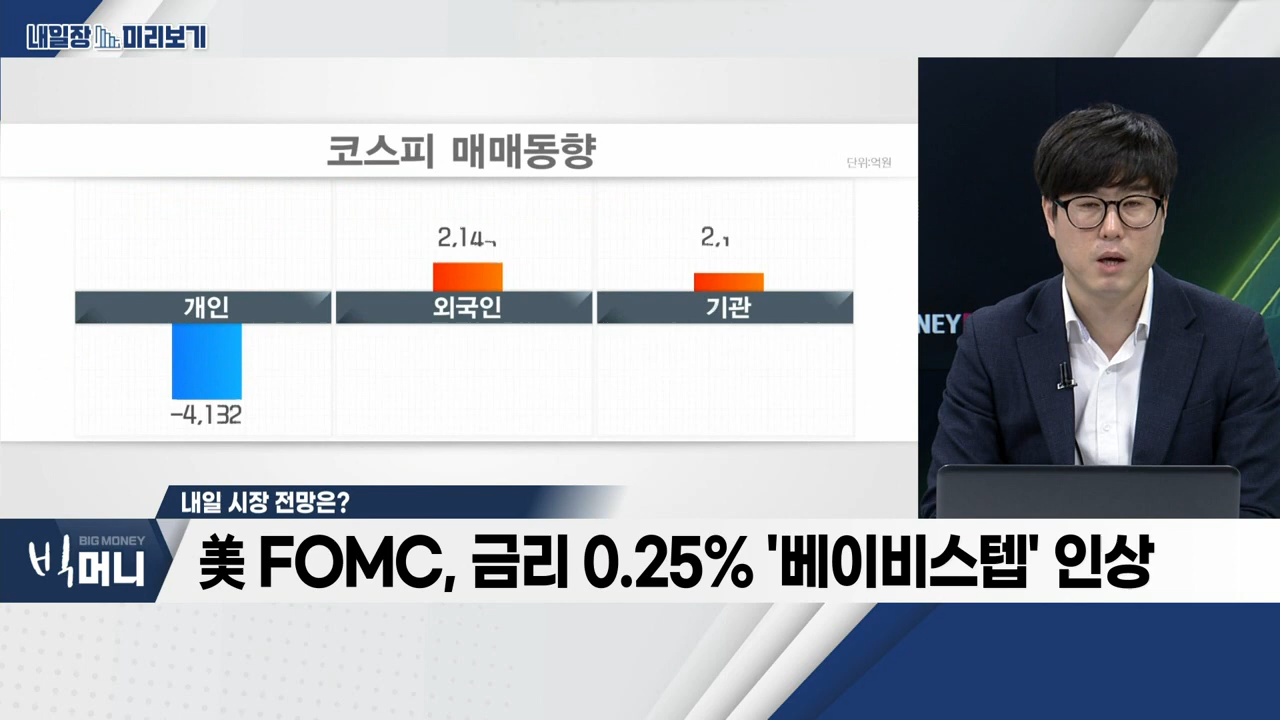 내일장 미리보기
코스피 매매동향
단위:억원
개인
외국인
기관
-4,132
내일 시장 전망은?
BIG MONEY
빅머니
美 FOMC, 금리 0.25% '베이비스텝' 인상
NEY